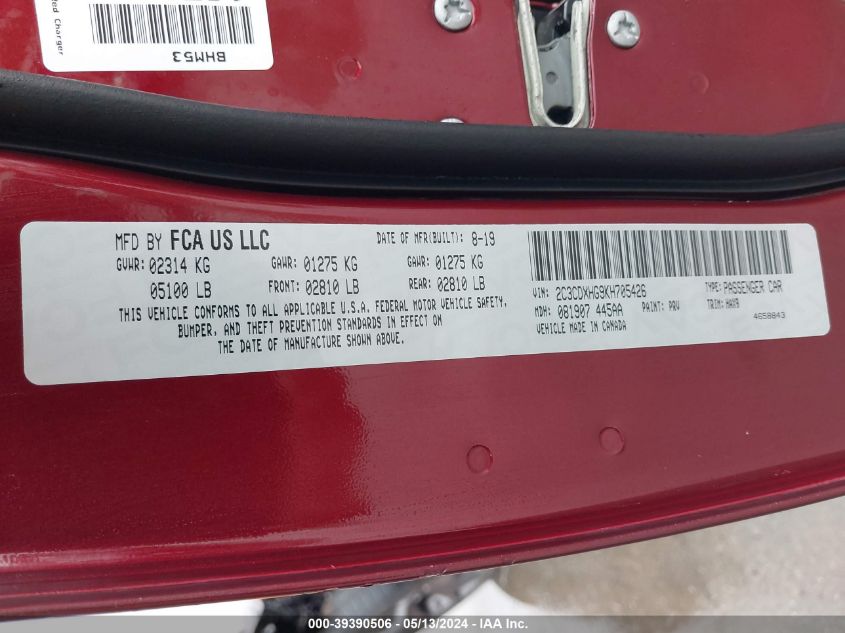 ed Charger
BHM53
MFD BY FCA US LLC
DATE OF MFR(BUILT): 8-19
GVWR: 02314 KG GAWR: 01275 KG GAWR: 01275 KG
05100 LB FRONT: 02810 LB REAR: 02810 LB
THIS VEHICLE CONFORMS TO ALL APPLICABLE U.S.A. FEDERAL MOTOR VEHICLE SAFETY,
BUMPER, AND THEFT PREVENTION STANDARDS IN EFFECT ON
THE DATE OF MANUFACTURE SHOWN ABOVE.
VIN: 2C3CDXHG9KH705426 TYPE: PASSENGER CAR
MDH: 081907 445AA PAINT: PRV TRIM: HAX9
VEHICLE MADE IN CANADA 4658843
000-39390506 — 05/13/2024 — IAA Inc.